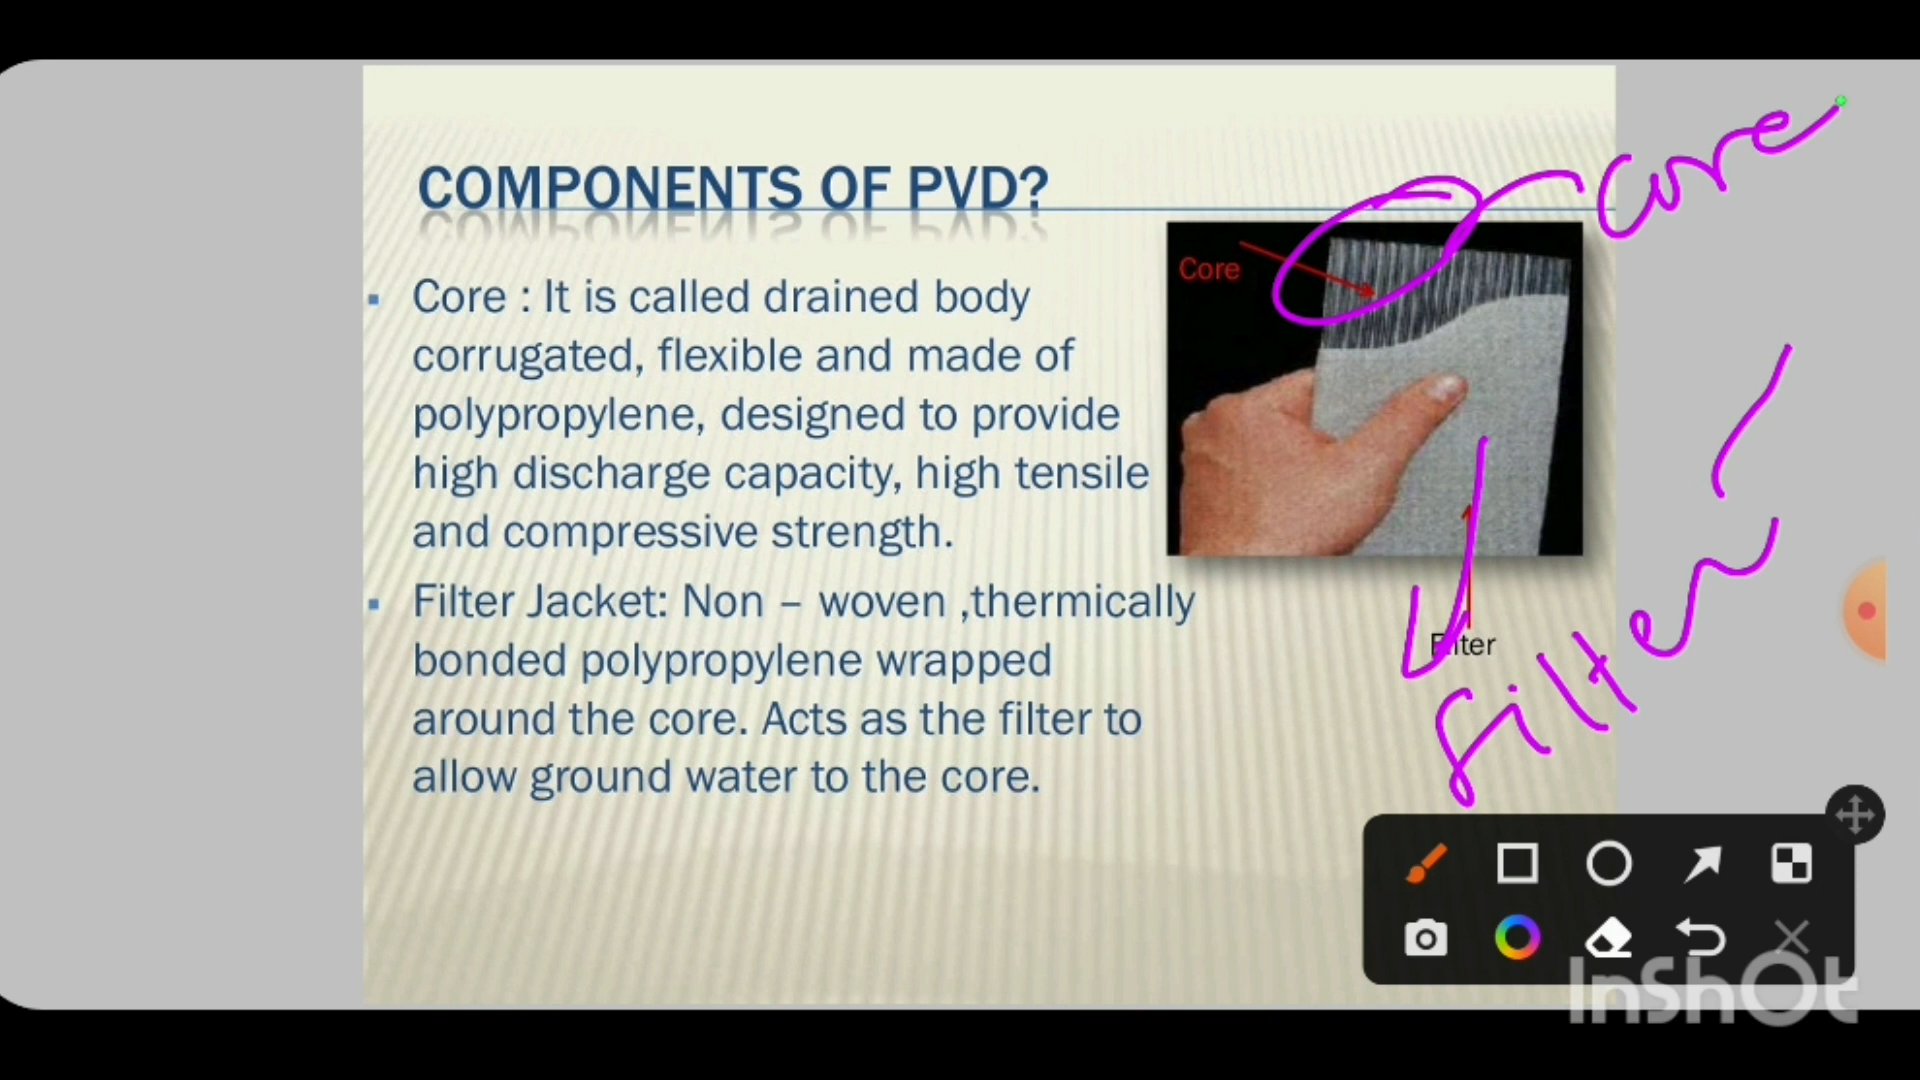 COMPONENTS OF PVD?
Core : It is called drained body
corrugated, flexible and made of
polypropylene, designed to provide
high discharge capacity, high tensile
and compressive strength.
Filter Jacket: Non – woven ,thermically
bonded polypropylene wrapped
around the core. Acts as the filter to
allow ground water to the core.
Core
Core
Filter
Filter
InShOt